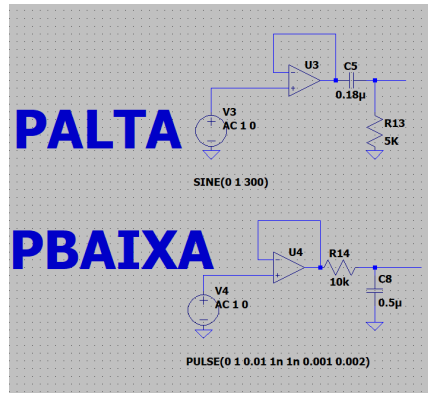 U3
C5
0.18µ
V3
AC 1 0
PALTA
R13
5K
SINE(0 1 300)
PBAIXA
U4
R14
10k
C8
0.5µ
V4
AC 1 0
PULSE(0 1 0.01 1n 1n 0.001 0.002)